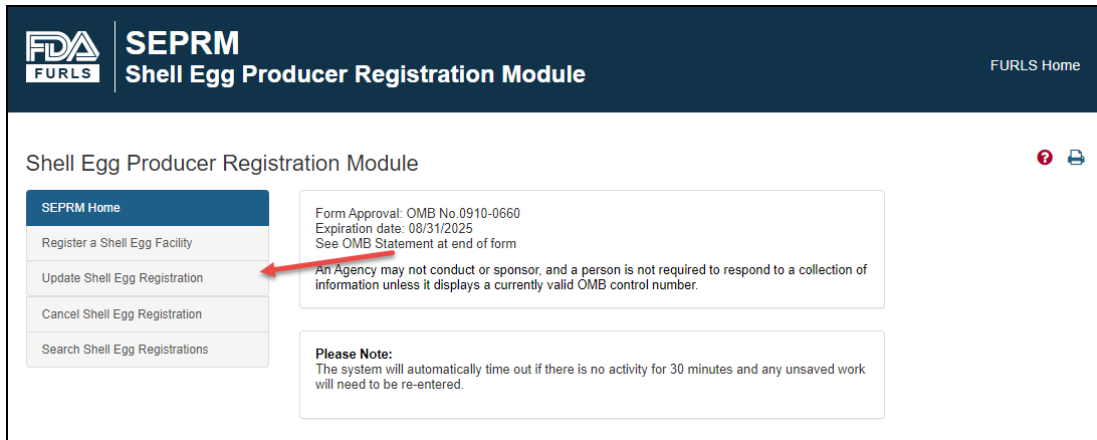 FDA
FURLS
SEPRM
Shell Egg Producer Registration Module
FURLS Home
Shell Egg Producer Registration Module
SEPRM Home
Register a Shell Egg Facility
Update Shell Egg Registration
Cancel Shell Egg Registration
Search Shell Egg Registrations
Form Approval: OMB No.0910-0660
Expiration date: 08/31/2025
See OMB Statement at end of form
An Agency may not conduct or sponsor, and a person is not required to respond to a collection of
information unless it displays a currently valid OMB control number.
Please Note:
The system will automatically time out if there is no activity for 30 minutes and any unsaved work
will need to be re-entered.